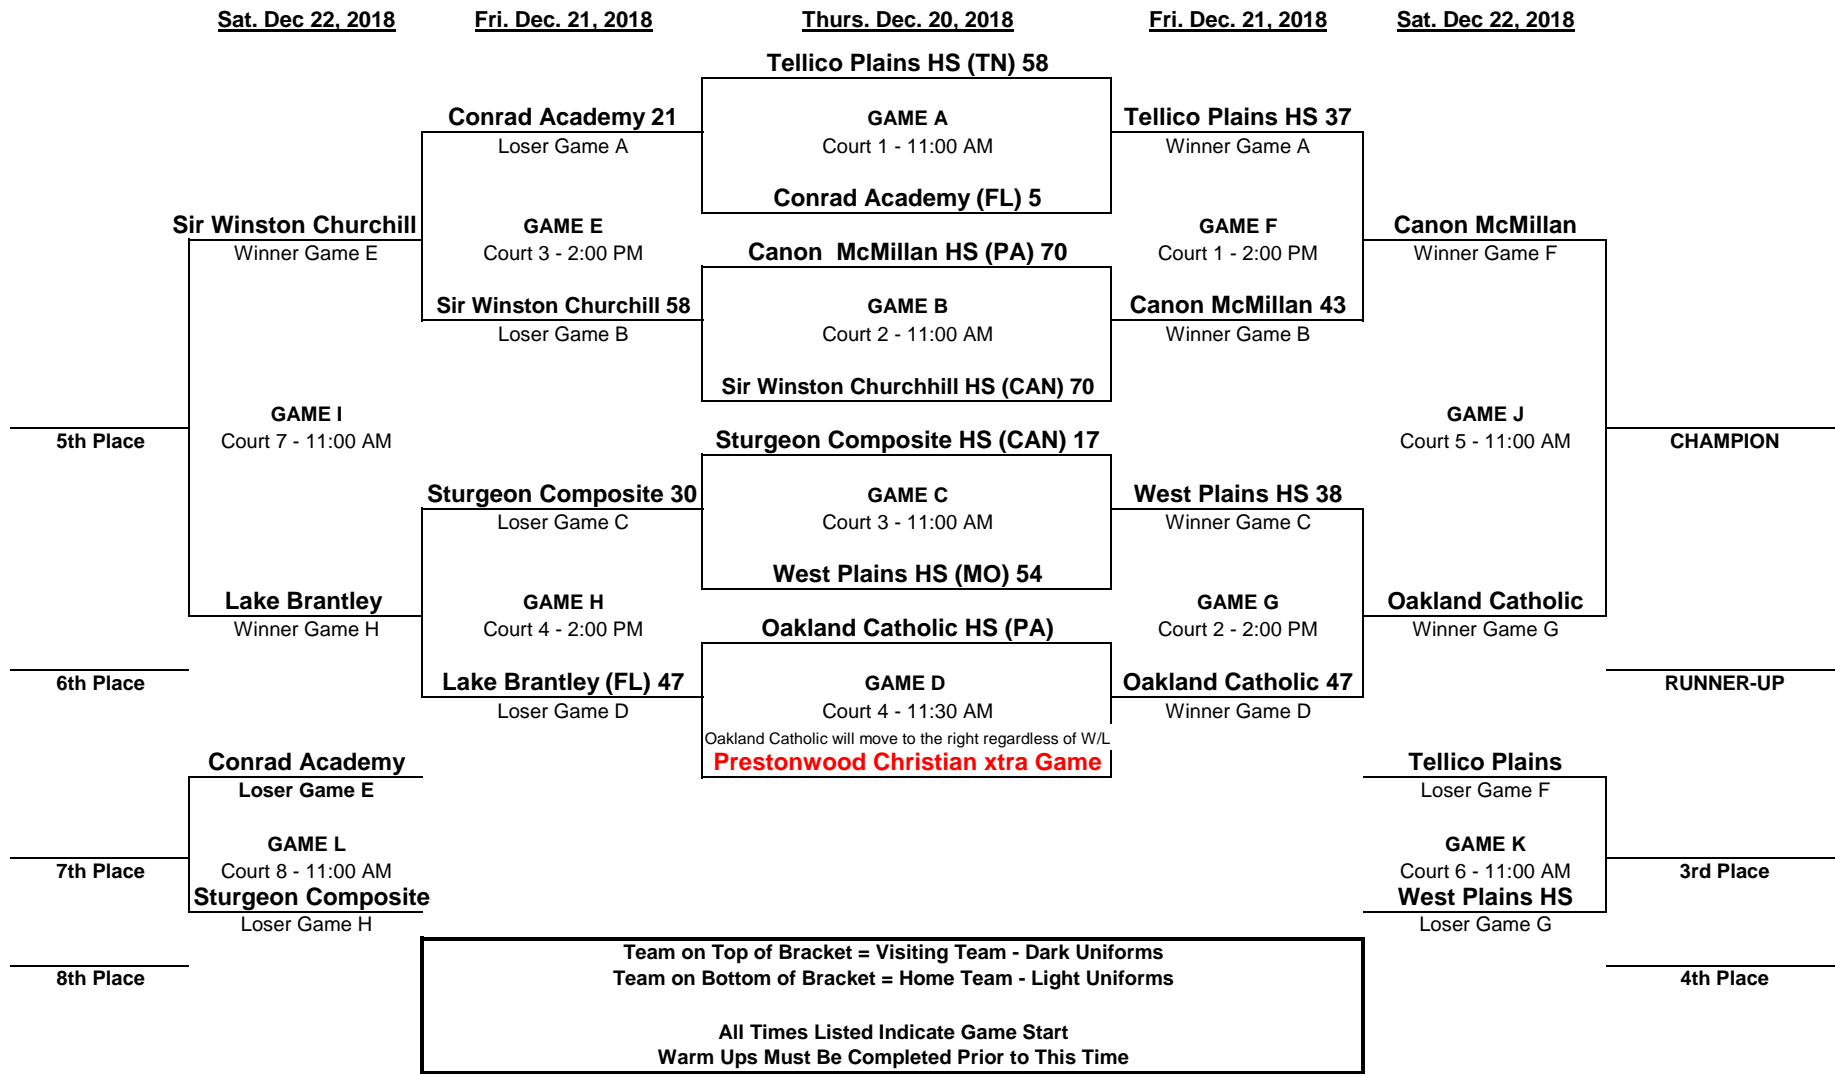 Sat. Dec 22, 2018
Fri. Dec. 21, 2018
Thurs. Dec. 20, 2018
Fri. Dec. 21, 2018
Sat. Dec 22, 2018
Tellico Plains HS (TN) 58
Conrad Academy 21
GAME A
Tellico Plains HS 37
Loser Game A
Court 1 - 11:00 AM
Winner Game A
Conrad Academy (FL) 5
Sir Winston Churchill
GAME E
GAME F
Canon McMillan
Winner Game E
Court 3 - 2:00 PM
Canon  McMillan HS (PA) 70
Court 1 - 2:00 PM
Winner Game F
Sir Winston Churchill 58
GAME B
Canon McMillan 43
Loser Game B
Court 2 - 11:00 AM
Winner Game B
Sir Winston Churchhill HS (CAN) 70
GAME I
GAME J
5th Place
Court 7 - 11:00 AM
Sturgeon Composite HS (CAN) 17
Court 5 - 11:00 AM
CHAMPION
Sturgeon Composite 30
GAME C
West Plains HS 38
Loser Game C
Court 3 - 11:00 AM
Winner Game C
West Plains HS (MO) 54
Lake Brantley
GAME H
GAME G
Oakland Catholic
Winner Game H
Court 4 - 2:00 PM
Oakland Catholic HS (PA)
Court 2 - 2:00 PM
Winner Game G
6th Place
Lake Brantley (FL) 47
GAME D
Oakland Catholic 47
RUNNER-UP
Loser Game D
Court 4 - 11:30 AM
Winner Game D
Oakland Catholic will move to the right regardless of W/L
Conrad Academy
Prestonwood Christian xtra Game
Tellico Plains
Loser Game E
Loser Game F
GAME L
GAME K
7th Place
Court 8 - 11:00 AM
Court 6 - 11:00 AM
3rd Place
Sturgeon Composite
West Plains HS
Loser Game H
Loser Game G
Team on Top of Bracket = Visiting Team - Dark Uniforms
8th Place
Team on Bottom of Bracket = Home Team - Light Uniforms
4th Place
All Times Listed Indicate Game Start
Warm Ups Must Be Completed Prior to This Time